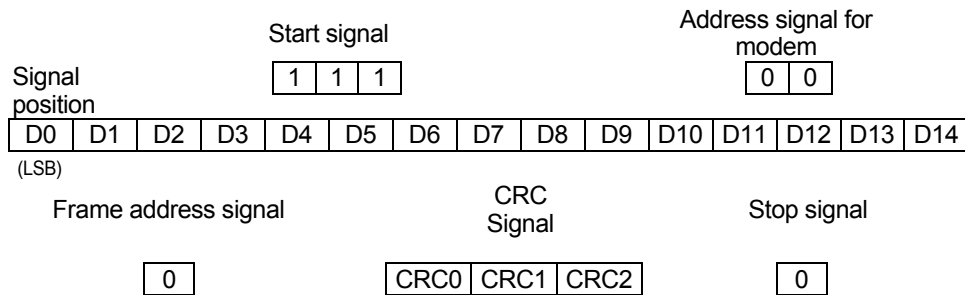 Start signal
Address signal for
modem
Signal
position
1 1 1
0 0
D0 D1 D2 D3 D4 D5 D6 D7 D8 D9 D10 D11 D12 D13 D14
(LSB)
Frame address signal
CRC
Signal
Stop signal
0
CRC0 CRC1 CRC2
0